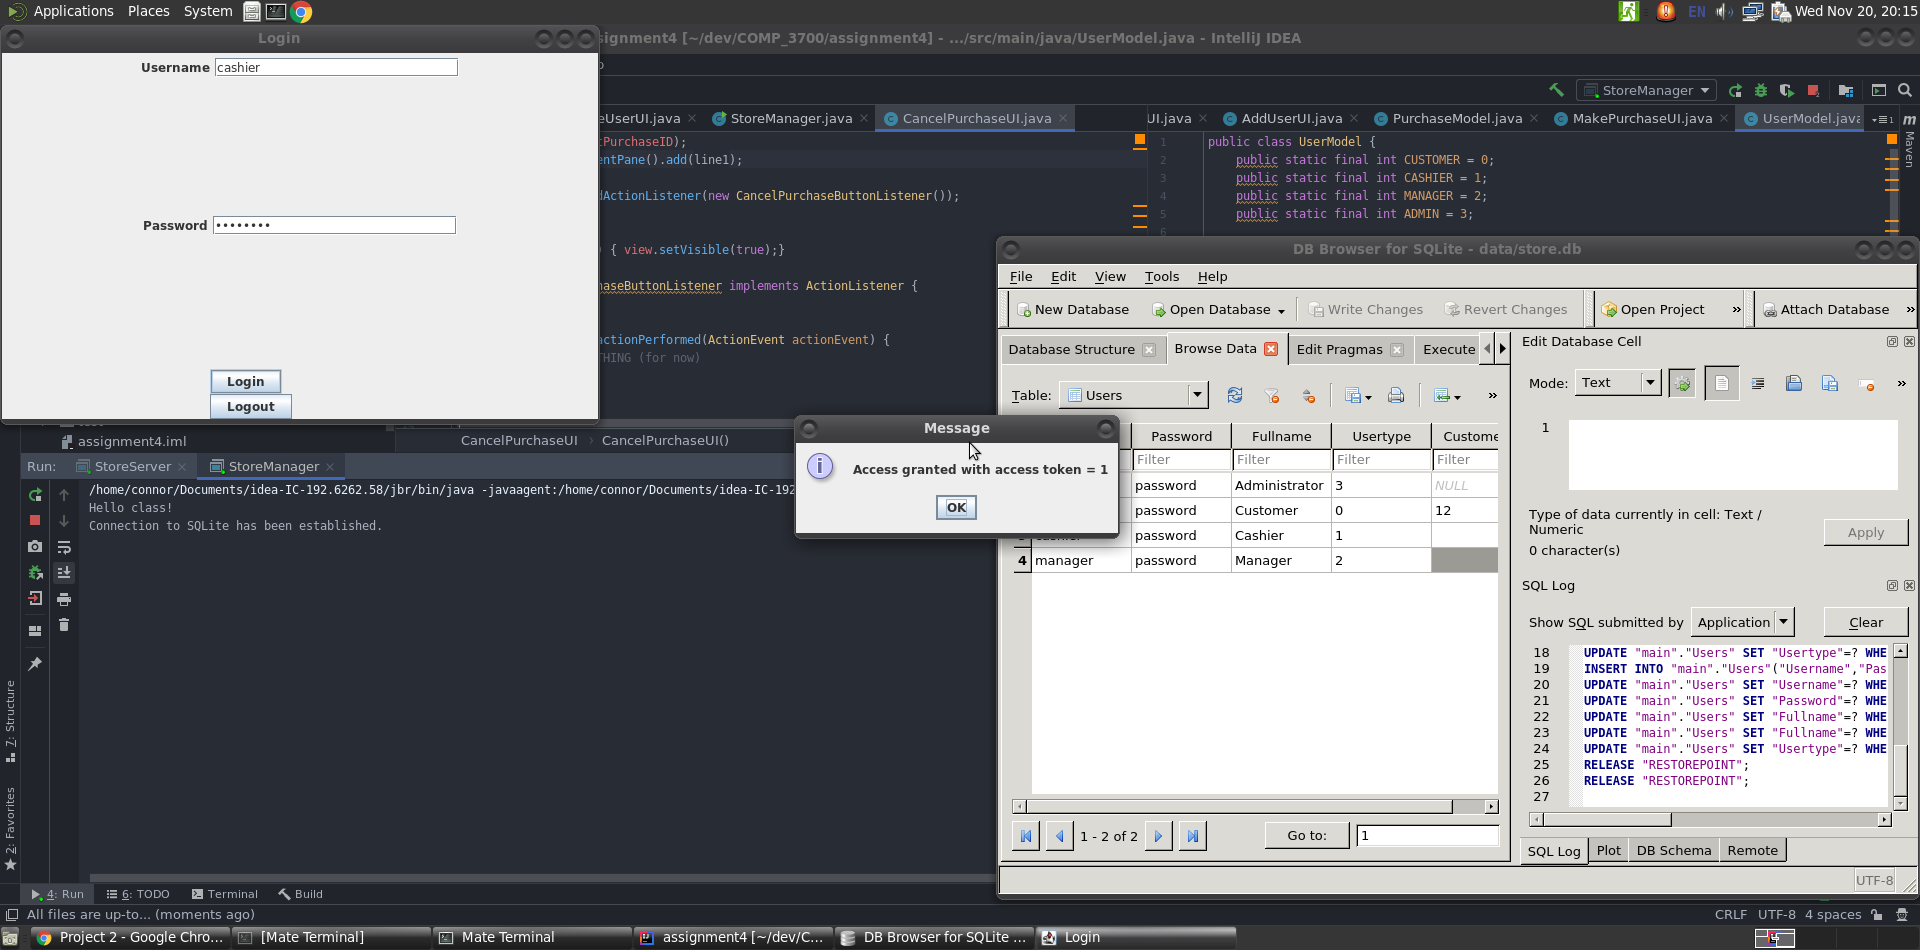 Applications Places System
EN Wed Nov 20, 20:15
Login
Username cashier
Password ••••••••
Login
Logout
signment4 [~/dev/COMP_3700/assignment4] - .../src/main/java/UserModel.java - IntelliJ IDEA
StoreManager
eUserUI.java StoreManager.java CancelPurchaseUI.java UI.java AddUserUI.java PurchaseModel.java MakePurchaseUI.java UserModel.java
Maven
tPurchaseID);
entPane().add(line1);
dActionListener(new CancelPurchaseButtonListener());
) { view.setVisible(true);}
haseButtonListener implements ActionListener {
ctionPerformed(ActionEvent actionEvent) {
THING (for now)
1 public class UserModel {
2 public static final int CUSTOMER = 0;
3 public static final int CASHIER = 1;
4 public static final int MANAGER = 2;
5 public static final int ADMIN = 3;
6
assignment4.iml
CancelPurchaseUI › CancelPurchaseUI()
Run: StoreServer StoreManager
/home/connor/Documents/idea-IC-192.6262.58/jbr/bin/java -javaagent:/home/connor/Documents/idea-IC-192
Hello class!
Connection to SQLite has been established.
7: Structure
2: Favorites
Message
Access granted with access token = 1
OK
DB Browser for SQLite - data/store.db
File Edit View Tools Help
New Database Open Database Write Changes Revert Changes Open Project » Attach Database »
Database Structure Browse Data Edit Pragmas Execute
Table: Users »
Password Fullname Usertype Custome
Filter Filter Filter Filter
password Administrator 3 NULL
password Customer 0 12
3 cashier password Cashier 1
4 manager password Manager 2
1 - 2 of 2 Go to: 1
Edit Database Cell
Mode: Text »
1
Type of data currently in cell: Text /
Numeric
0 character(s)
Apply
SQL Log
Show SQL submitted by Application Clear
18 UPDATE "main"."Users" SET "Usertype"=? WHE
19 INSERT INTO "main"."Users"("Username","Pas
20 UPDATE "main"."Users" SET "Username"=? WHE
21 UPDATE "main"."Users" SET "Password"=? WHE
22 UPDATE "main"."Users" SET "Fullname"=? WHE
23 UPDATE "main"."Users" SET "Fullname"=? WHE
24 UPDATE "main"."Users" SET "Usertype"=? WHE
25 RELEASE "RESTOREPOINT";
26 RELEASE "RESTOREPOINT";
27
SQL Log Plot DB Schema Remote
UTF-8
4: Run 6: TODO Terminal Build
All files are up-to... (moments ago)
CRLF UTF-8 4 spaces
Project 2 - Google Chro... [Mate Terminal] Mate Terminal assignment4 [~/dev/C... DB Browser for SQLite ... Login